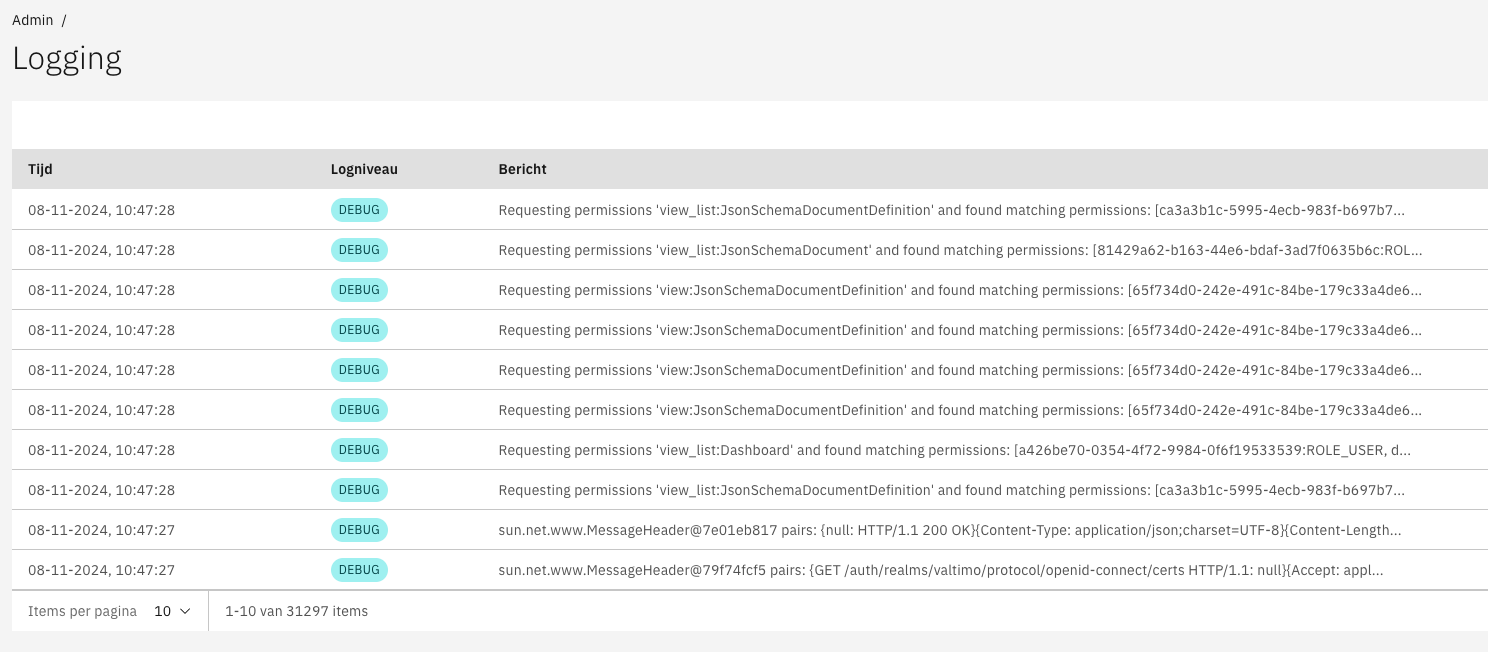 Admin /
Logging
Tijd Logniveau Bericht
08-11-2024, 10:47:28 DEBUG Requesting permissions 'view_list:JsonSchemaDocumentDefinition' and found matching permissions: [ca3a3b1c-5995-4ecb-983f-b697b7...
08-11-2024, 10:47:28 DEBUG Requesting permissions 'view_list:JsonSchemaDocument' and found matching permissions: [81429a62-b163-44e6-bdaf-3ad7f0635b6c:ROL...
08-11-2024, 10:47:28 DEBUG Requesting permissions 'view:JsonSchemaDocumentDefinition' and found matching permissions: [65f734d0-242e-491c-84be-179c33a4de6...
08-11-2024, 10:47:28 DEBUG Requesting permissions 'view:JsonSchemaDocumentDefinition' and found matching permissions: [65f734d0-242e-491c-84be-179c33a4de6...
08-11-2024, 10:47:28 DEBUG Requesting permissions 'view:JsonSchemaDocumentDefinition' and found matching permissions: [65f734d0-242e-491c-84be-179c33a4de6...
08-11-2024, 10:47:28 DEBUG Requesting permissions 'view:JsonSchemaDocumentDefinition' and found matching permissions: [65f734d0-242e-491c-84be-179c33a4de6...
08-11-2024, 10:47:28 DEBUG Requesting permissions 'view_list:Dashboard' and found matching permissions: [a426be70-0354-4f72-9984-0f6f19533539:ROLE_USER, d...
08-11-2024, 10:47:28 DEBUG Requesting permissions 'view_list:JsonSchemaDocumentDefinition' and found matching permissions: [ca3a3b1c-5995-4ecb-983f-b697b7...
08-11-2024, 10:47:27 DEBUG sun.net.www.MessageHeader@7e01eb817 pairs: {null: HTTP/1.1 200 OK}{Content-Type: application/json;charset=UTF-8}{Content-Length...
08-11-2024, 10:47:27 DEBUG sun.net.www.MessageHeader@79f74fcf5 pairs: {GET /auth/realms/valtimo/protocol/openid-connect/certs HTTP/1.1: null}{Accept: appl...
Items per pagina 10 1-10 van 31297 items